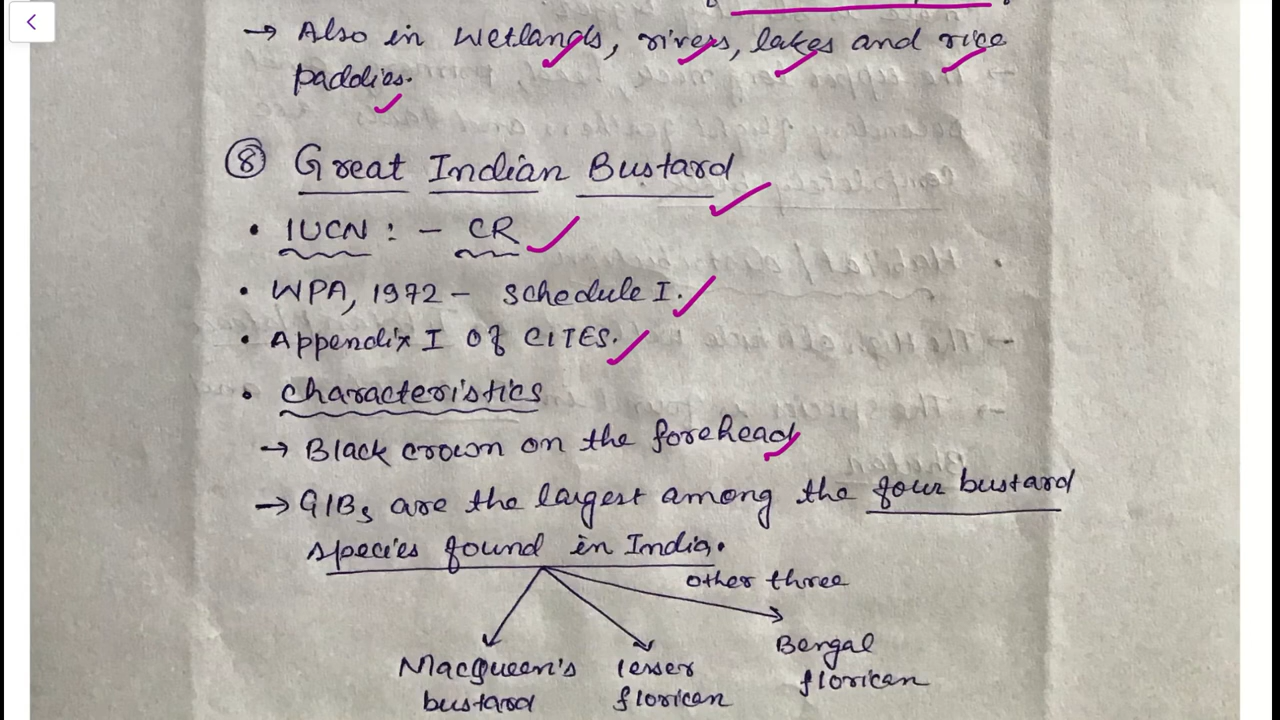 → Also in wetlands, rivers, lakes and rice
paddies.
⑧ Great Indian Bustard
• IUCN : - CR
• WPA, 1972 - Schedule I.
• Appendix I of CITES.
• Characteristics
→ Black crown on the forehead
→ GIBs are the largest among the four bustard
species found in India.
other three
Macqueen's bustard
lesser florican
Bengal florican